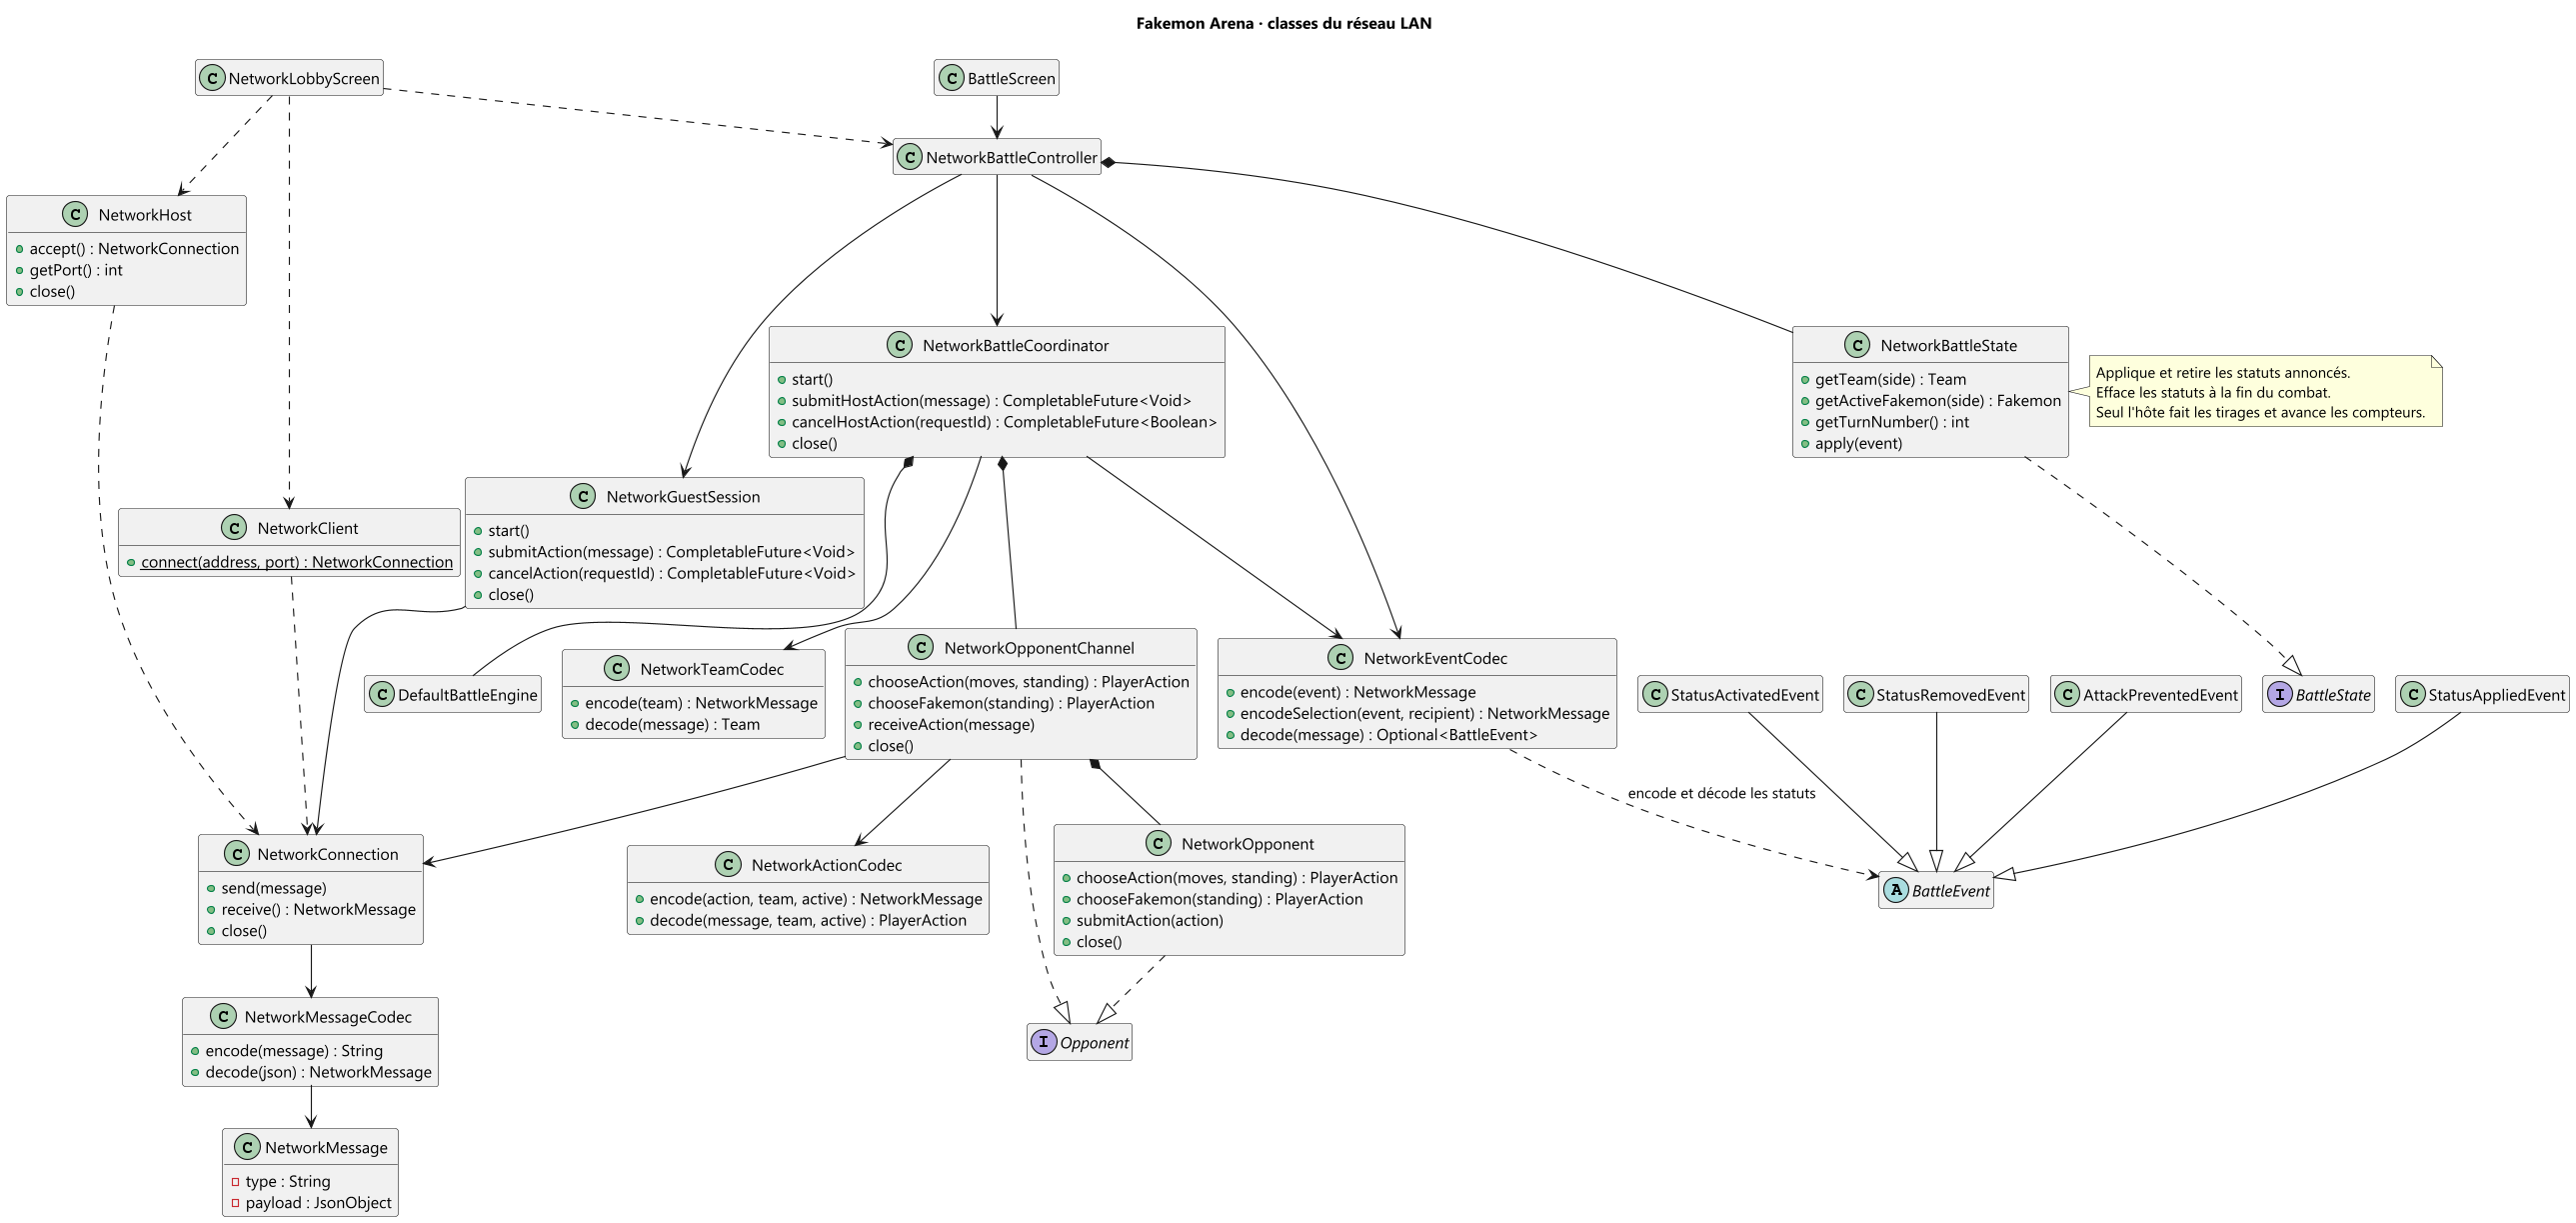 Fakemon Arena · classes du réseau LAN
C NetworkLobbyScreen
C BattleScreen
C NetworkBattleController
C NetworkHost
accept() : NetworkConnection
getPort() : int
close()
C NetworkBattleCoordinator
start()
submitHostAction(message) : CompletableFuture<Void>
cancelHostAction(requestId) : CompletableFuture<Boolean>
close()
C NetworkBattleState
getTeam(side) : Team
getActiveFakemon(side) : Fakemon
getTurnNumber() : int
apply(event)
Applique et retire les statuts annoncés.
Efface les statuts à la fin du combat.
Seul l'hôte fait les tirages et avance les compteurs.
C NetworkClient
connect(address, port) : NetworkConnection
C NetworkGuestSession
start()
submitAction(message) : CompletableFuture<Void>
cancelAction(requestId) : CompletableFuture<Void>
close()
C DefaultBattleEngine
C NetworkTeamCodec
encode(team) : NetworkMessage
decode(message) : Team
C NetworkOpponentChannel
chooseAction(moves, standing) : PlayerAction
chooseFakemon(standing) : PlayerAction
receiveAction(message)
close()
C NetworkEventCodec
encode(event) : NetworkMessage
encodeSelection(event, recipient) : NetworkMessage
decode(message) : Optional<BattleEvent>
C StatusActivatedEvent
C StatusRemovedEvent
C AttackPreventedEvent
I BattleState
C StatusAppliedEvent
encode et décode les statuts
C NetworkConnection
send(message)
receive() : NetworkMessage
close()
C NetworkActionCodec
encode(action, team, active) : NetworkMessage
decode(message, team, active) : PlayerAction
C NetworkOpponent
chooseAction(moves, standing) : PlayerAction
chooseFakemon(standing) : PlayerAction
submitAction(action)
close()
A BattleEvent
C NetworkMessageCodec
encode(message) : String
decode(json) : NetworkMessage
I Opponent
C NetworkMessage
type : String
payload : JsonObject